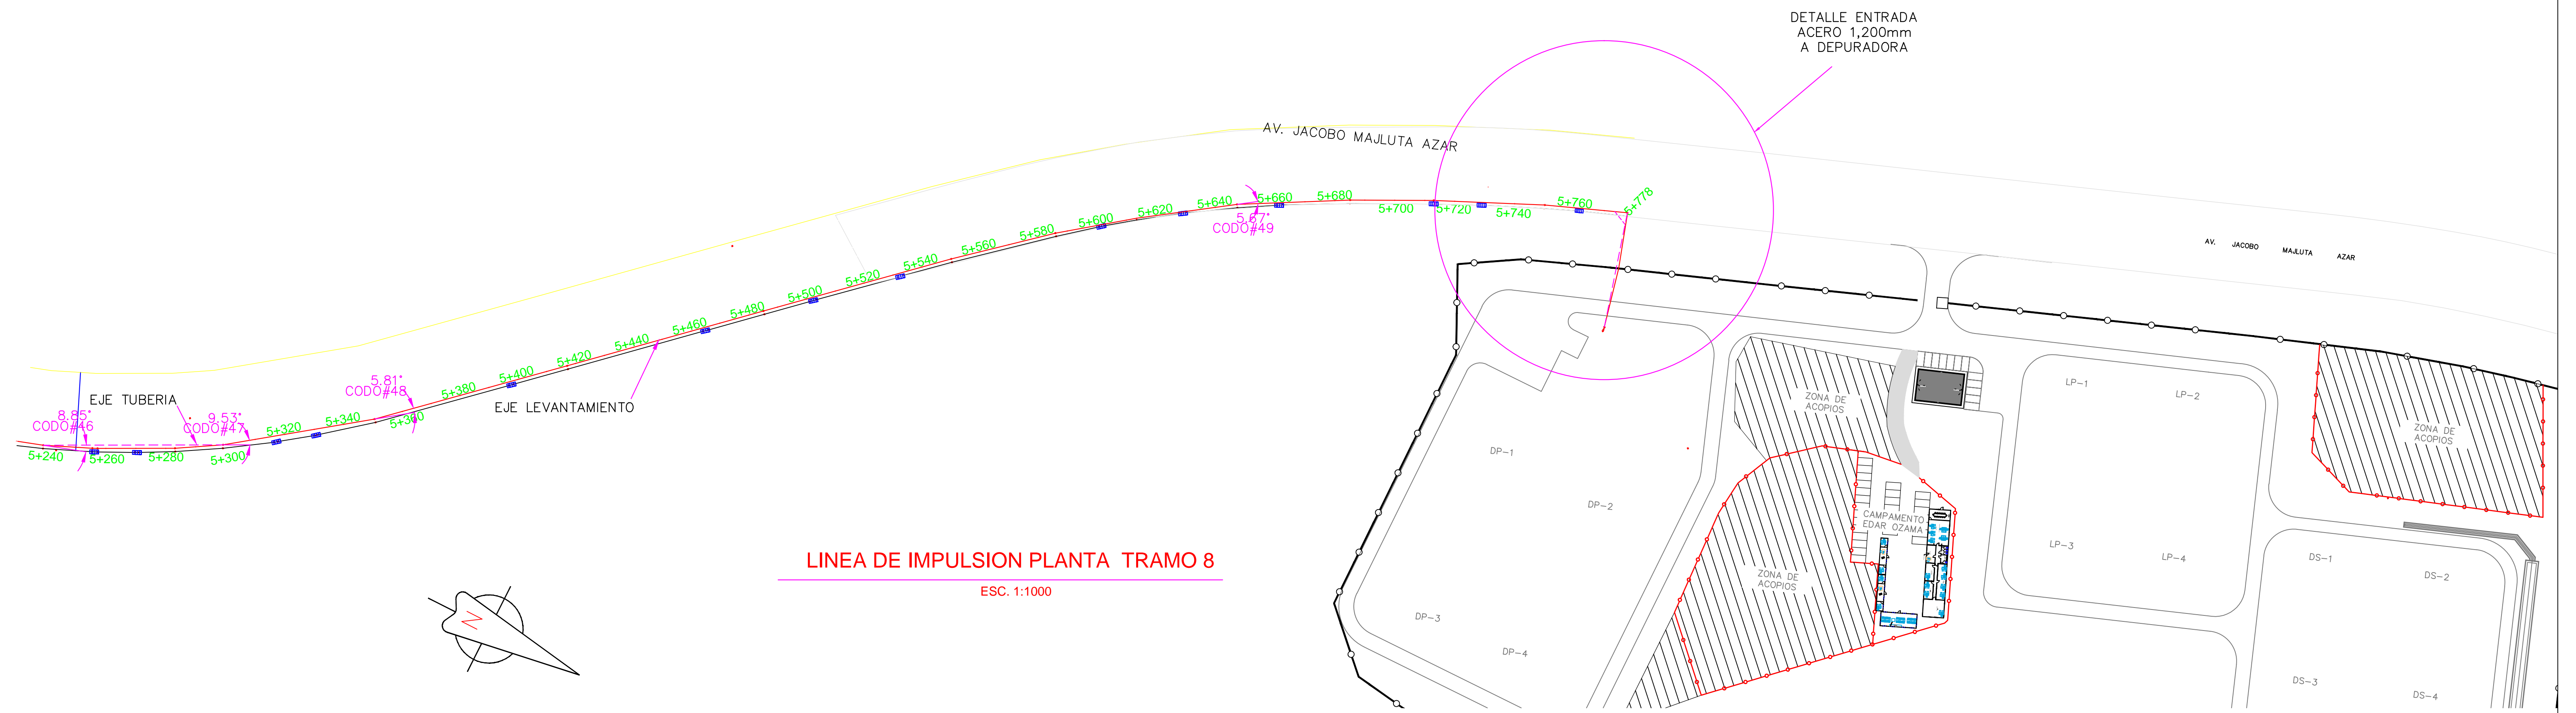 DETALLE ENTRADA
ACERO 1,200mm
A DEPURADORA
AV. JACOBO MAJLUTA AZAR
AV. JACOBO MAJLUTA AZAR
8.85°
CODO#46
EJE TUBERIA
9.53°
CODO#47
5.81°
CODO#48
EJE LEVANTAMIENTO
5.67°
CODO#49
5+240
5+260
5+280
5+300
5+320
5+340
5+380
5+400
5+420
5+440
5+460
5+480
5+500
5+520
5+540
5+560
5+580
5+600
5+620
5+640
5+660
5+680
5+700
5+720
5+740
5+760
5+778
LINEA DE IMPULSION PLANTA TRAMO 8
ESC. 1:1000
N
DP-1
DP-2
DP-3
DP-4
ZONA DE
ACOPIOS
ZONA DE
ACOPIOS
CAMPAMENTO
EDAR OZAMA
LP-1
LP-2
LP-3
LP-4
ZONA DE
ACOPIOS
DS-1
DS-2
DS-3
DS-4